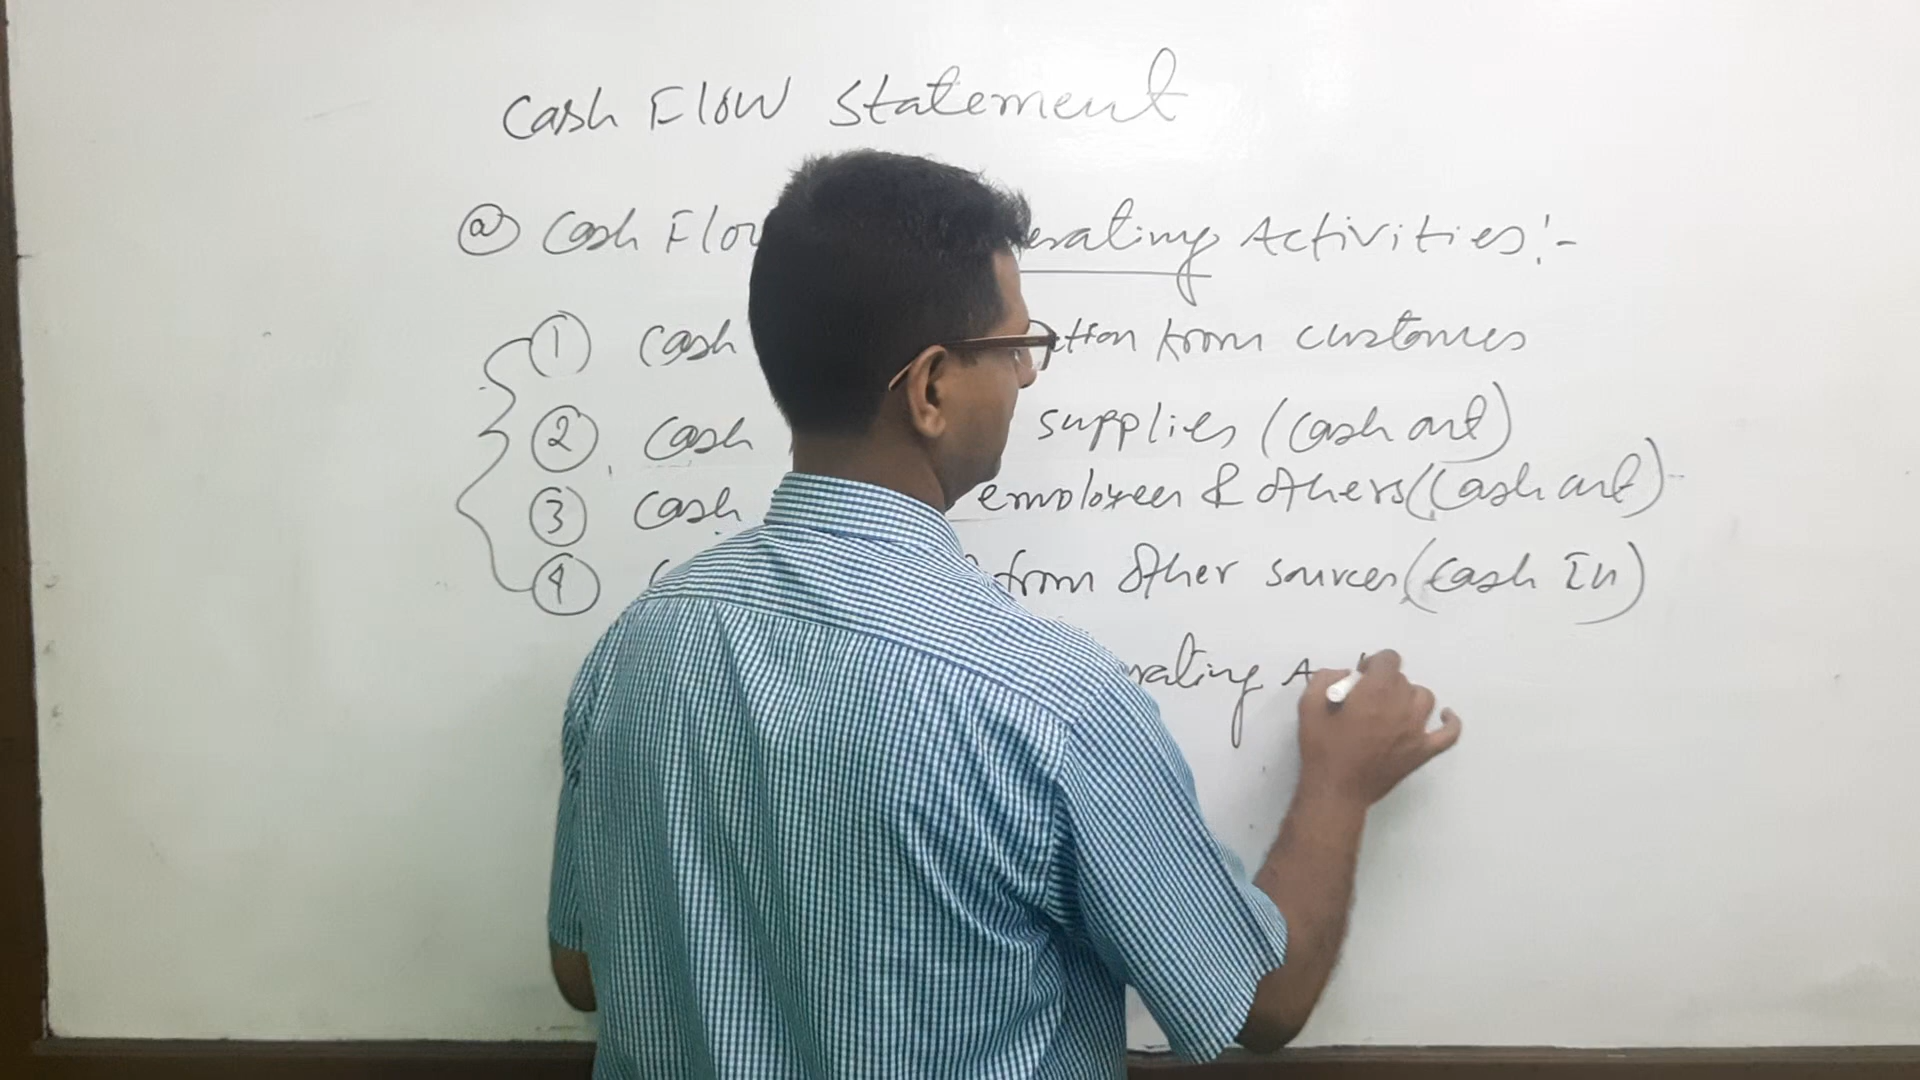 Cash Flow Statement
ⓐ Cash Flow erating Activities:-
① Cash tion from customes
② Cash supplies (Cash out)
③ Cash employees & Others (Cash out)
④ from Other sources (Cash In)
rating A